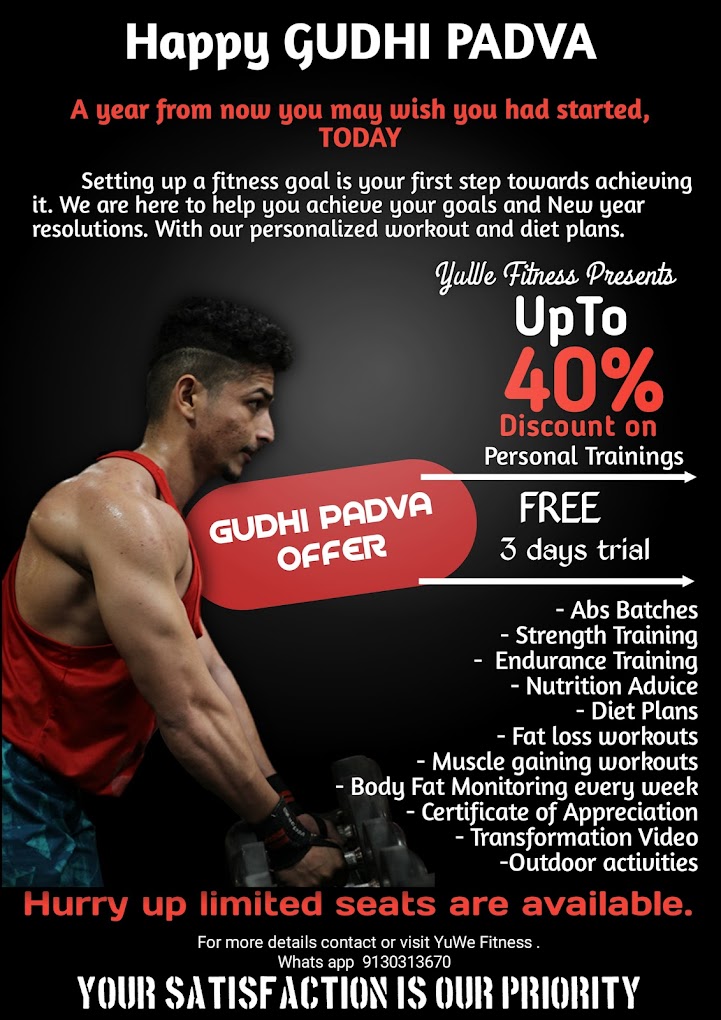 Happy GUDHI PADVA
A year from now you may wish you had started,
TODAY
Setting up a fitness goal is your first step towards achieving
it. We are here to help you achieve your goals and New year
resolutions. With our personalized workout and diet plans.
YuWe Fitness Presents
UpTo
40%
Discount on
Personal Trainings
GUDHI PADVA
OFFER
FREE
3 days trial
- Abs Batches
- Strength Training
- Endurance Training
- Nutrition Advice
- Diet Plans
- Fat loss workouts
- Muscle gaining workouts
- Body Fat Monitoring every week
- Certificate of Appreciation
- Transformation Video
-Outdoor activities
Hurry up limited seats are available.
For more details contact or visit YuWe Fitness .
Whats app 9130313670
YOUR SATISFACTION IS OUR PRIORITY